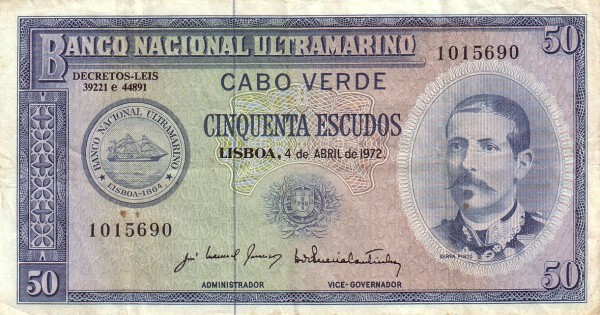 BANCO NACIONAL ULTRAMARINO
50
1015690
DECRETOS-LEIS
39221 e 44891
CABO VERDE
CINQUENTA ESCUDOS
LISBOA, 4 de ABRIL de 1972
BANCO NACIONAL ULTRAMARINO
LISBOA-1864
1015690
SERPA PINTO
50
ADMINISTRADOR
VICE-GOVERNADOR
50